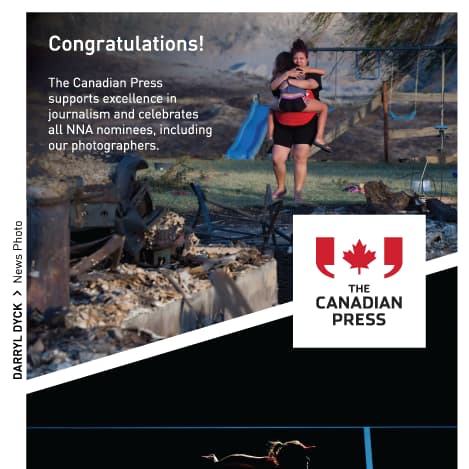 Congratulations!
The Canadian Press
supports excellence in
journalism and celebrates
all NNA nominees, including
our photographers.
DARRYL DYCK > News Photo
THE
CANADIAN
PRESS